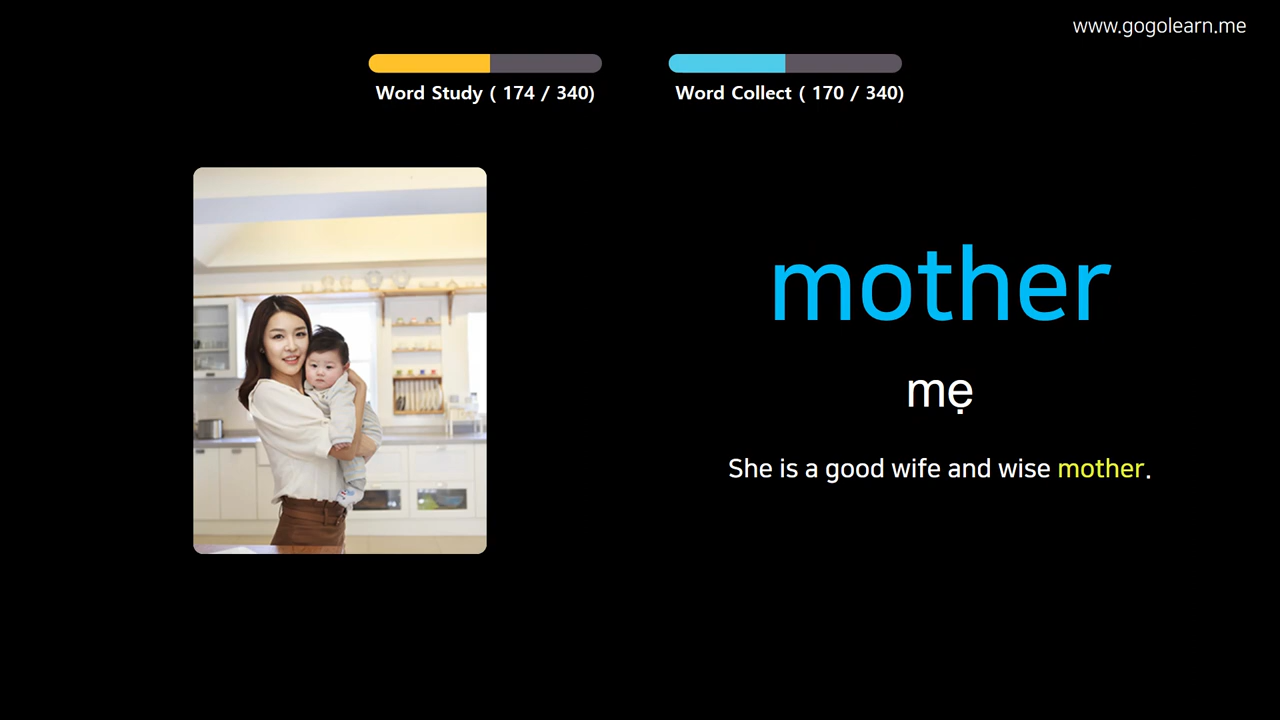 www.gogolearn.me
Word Study ( 174 / 340)
Word Collect ( 170 / 340)
mother
mẹ
She is a good wife and wise mother.